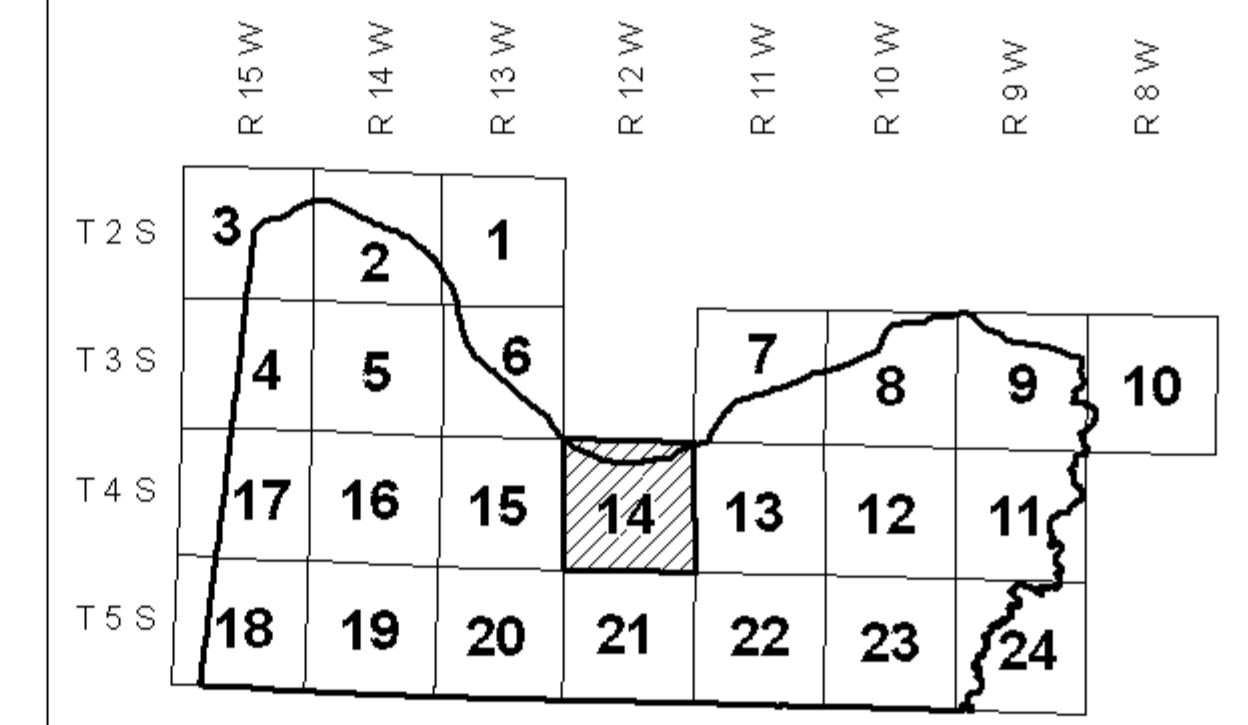 R 15 W R 14 W R 13 W R 12 W R 11 W R 10 W R 9 W R 8 W
T 2 S 3 2 1
T 3 S 4 5 6 7 8 9 10
T 4 S 17 16 15 14 13 12 11
T 5 S 18 19 20 21 22 23 24